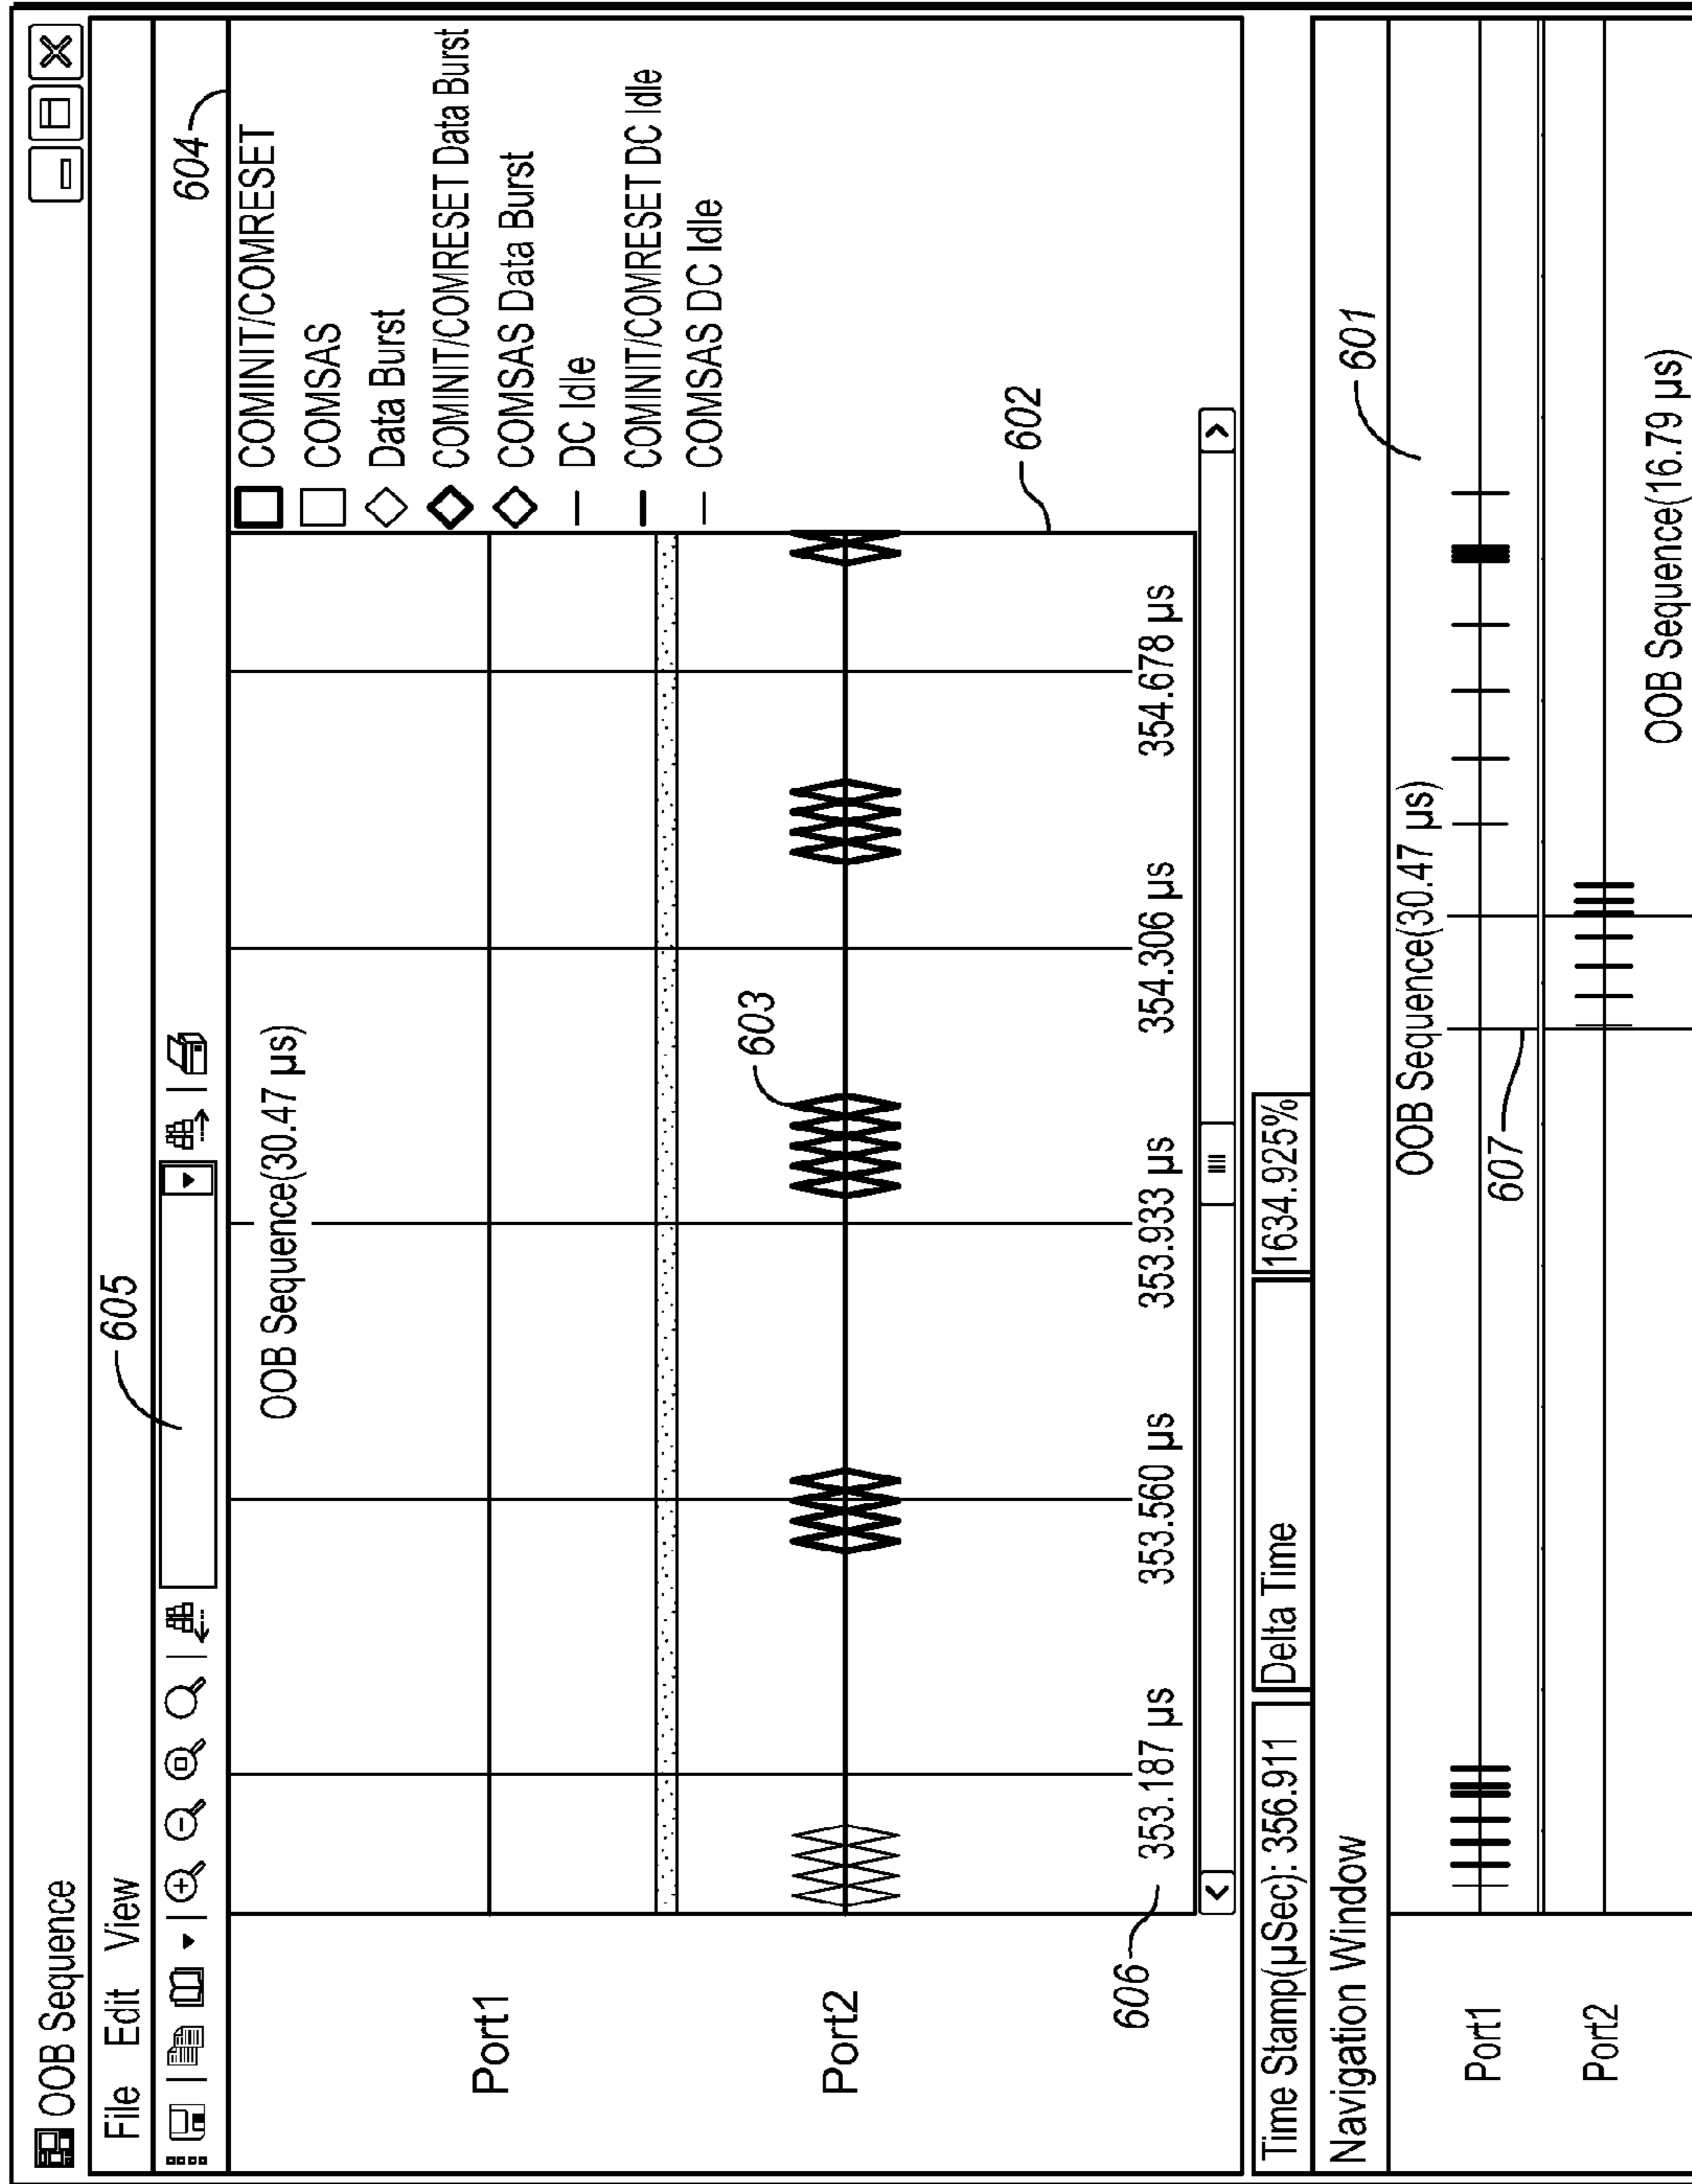 OOB Sequence
File Edit View
605
604
OOB Sequence(30.47 µs)
COMINIT/COMRESET
COMSAS
Data Burst
COMINIT/COMRESET Data Burst
COMSAS Data Burst
DC Idle
COMINIT/COMRESET DC Idle
COMSAS DC Idle
Port1
603
Port2
602
606
353.187 µs 353.560 µs 353.933 µs 354.306 µs 354.678 µs
Time Stamp(µSec): 356.911 Delta Time 1634.925%
Navigation Window
601
OOB Sequence(30.47 µs)
Port1
607
Port2
OOB Sequence(16.79 µs)